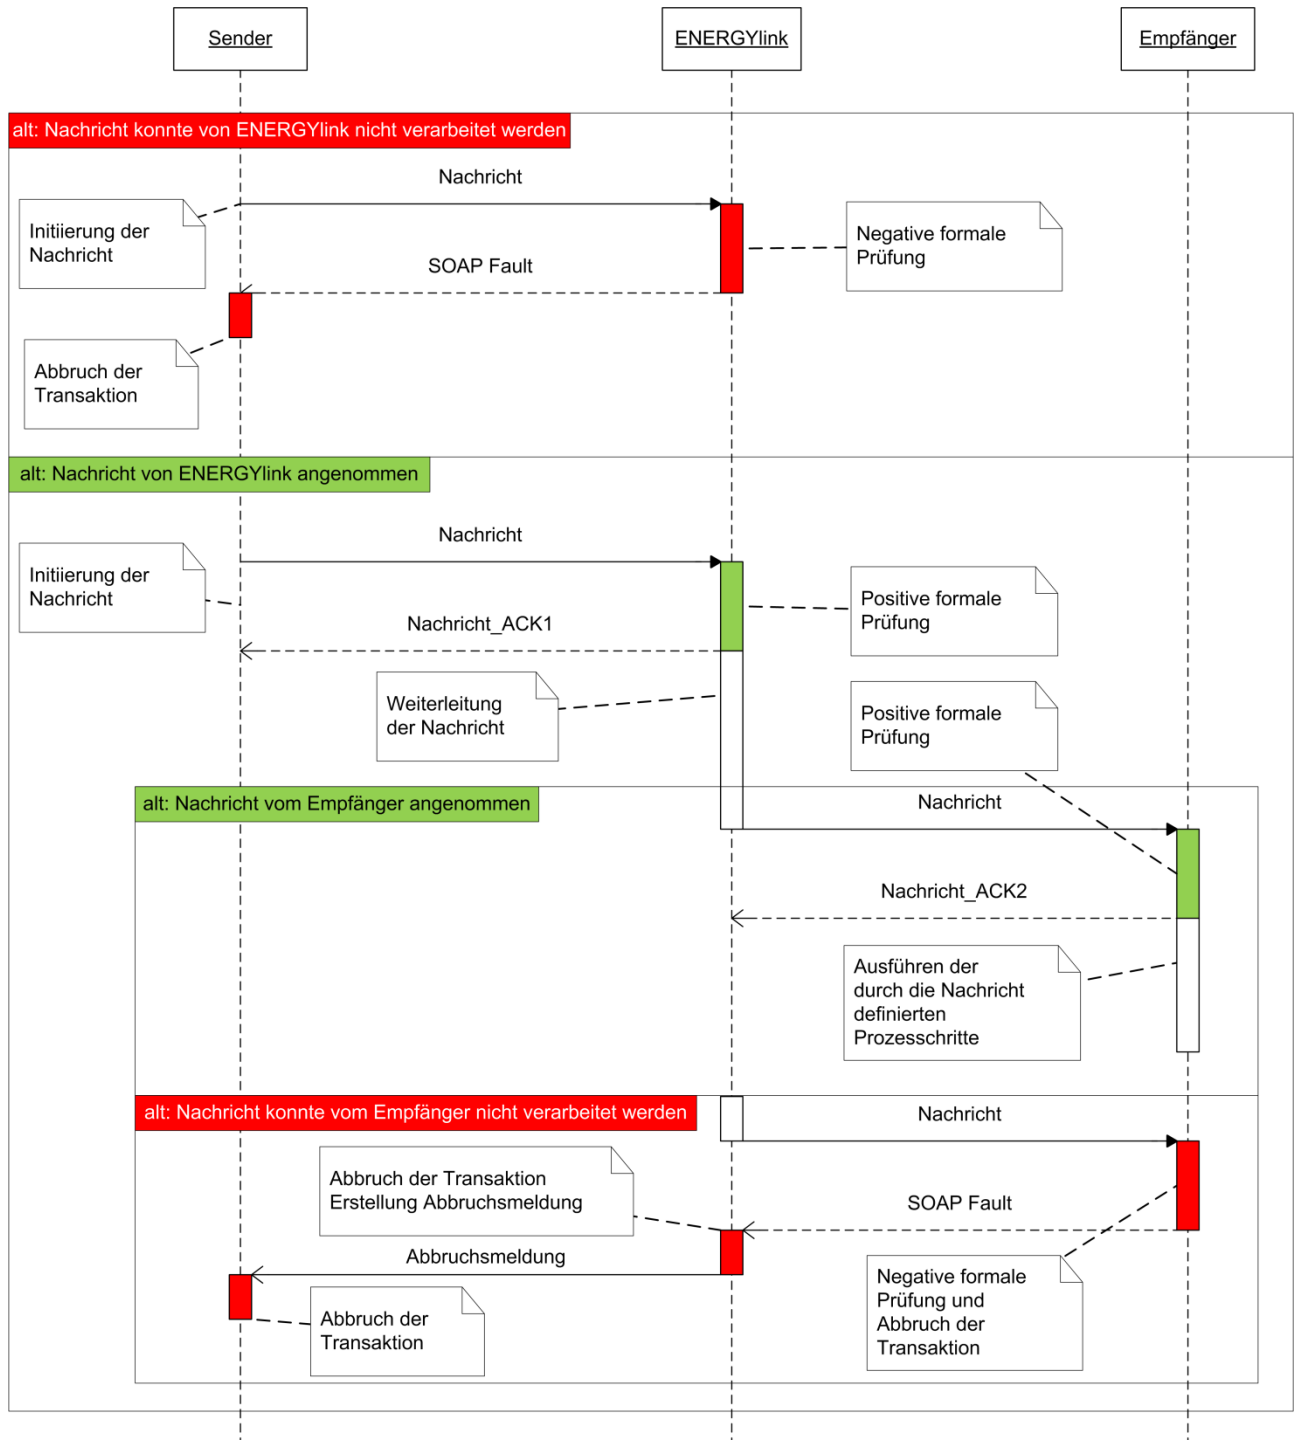 Sender
ENERGYlink
Empfänger
alt: Nachricht konnte von ENERGYlink nicht verarbeitet werden
Nachricht
Initiierung der
Nachricht
Negative formale
Prüfung
SOAP Fault
Abbruch der
Transaktion
alt: Nachricht von ENERGYlink angenommen
Nachricht
Initiierung der
Nachricht
Positive formale
Prüfung
Nachricht_ACK1
Weiterleitung
der Nachricht
Positive formale
Prüfung
alt: Nachricht vom Empfänger angenommen
Nachricht
Nachricht_ACK2
Ausführen der
durch die Nachricht
definierten
Prozesschritte
alt: Nachricht konnte vom Empfänger nicht verarbeitet werden
Nachricht
Abbruch der Transaktion
Erstellung Abbruchsmeldung
SOAP Fault
Abbruchsmeldung
Negative formale
Prüfung und
Abbruch der
Transaktion
Abbruch der
Transaktion